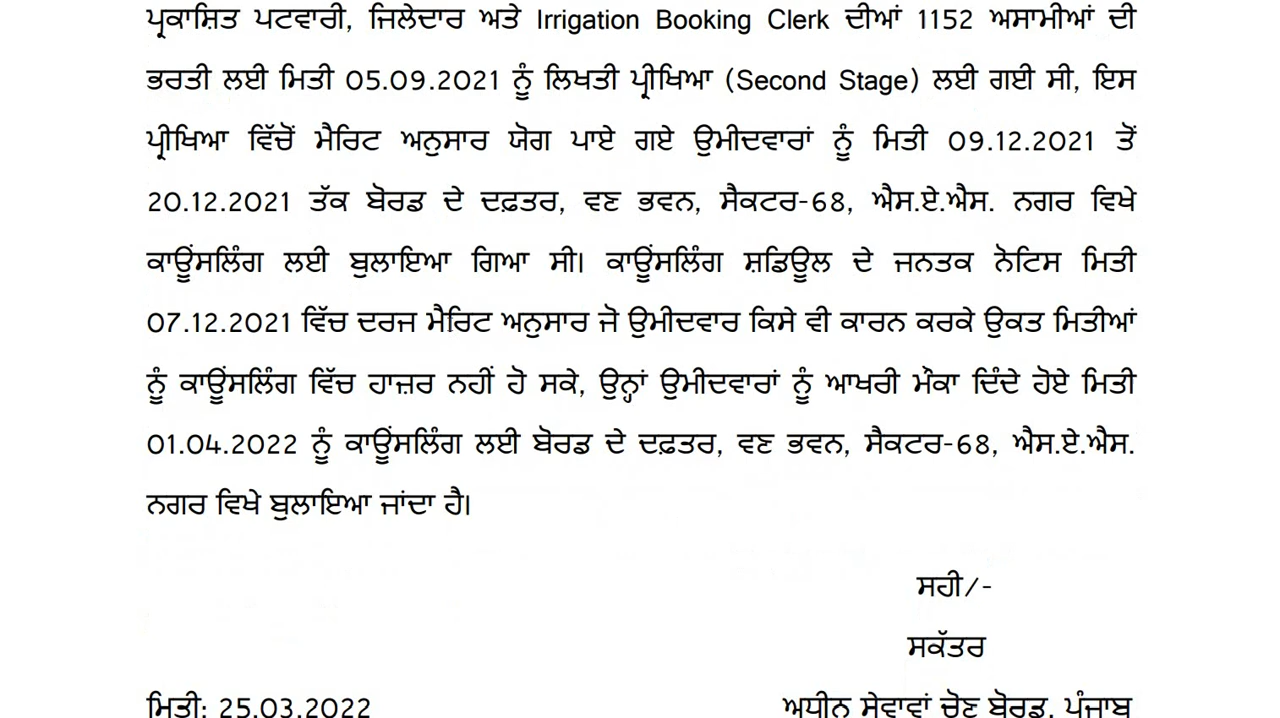 ਪ੍ਰਕਾਸ਼ਿਤ ਪਟਵਾਰੀ, ਜਿਲੇਦਾਰ ਅਤੇ Irrigation Booking Clerk ਦੀਆਂ 1152 ਅਸਾਮੀਆਂ ਦੀ
ਭਰਤੀ ਲਈ ਮਿਤੀ 05.09.2021 ਨੂੰ ਲਿਖਤੀ ਪ੍ਰੀਖਿਆ (Second Stage) ਲਈ ਗਈ ਸੀ, ਇਸ
ਪ੍ਰੀਖਿਆ ਵਿੱਚੋਂ ਮੈਰਿਟ ਅਨੁਸਾਰ ਯੋਗ ਪਾਏ ਗਏ ਉਮੀਦਵਾਰਾਂ ਨੂੰ ਮਿਤੀ 09.12.2021 ਤੋਂ
20.12.2021 ਤੱਕ ਬੋਰਡ ਦੇ ਦਫ਼ਤਰ, ਵਣ ਭਵਨ, ਸੈਕਟਰ-68, ਐਸ.ਏ.ਐਸ. ਨਗਰ ਵਿਖੇ
ਕਾਊਂਸਲਿੰਗ ਲਈ ਬੁਲਾਇਆ ਗਿਆ ਸੀ। ਕਾਊਂਸਲਿੰਗ ਸ਼ਡਿਊਲ ਦੇ ਜਨਤਕ ਨੋਟਿਸ ਮਿਤੀ
07.12.2021 ਵਿੱਚ ਦਰਜ ਮੈਰਿਟ ਅਨੁਸਾਰ ਜੋ ਉਮੀਦਵਾਰ ਕਿਸੇ ਵੀ ਕਾਰਨ ਕਰਕੇ ਉਕਤ ਮਿਤੀਆਂ
ਨੂੰ ਕਾਊਂਸਲਿੰਗ ਵਿੱਚ ਹਾਜ਼ਰ ਨਹੀਂ ਹੋ ਸਕੇ, ਉਨ੍ਹਾਂ ਉਮੀਦਵਾਰਾਂ ਨੂੰ ਆਖਰੀ ਮੌਕਾ ਦਿੰਦੇ ਹੋਏ ਮਿਤੀ
01.04.2022 ਨੂੰ ਕਾਊਂਸਲਿੰਗ ਲਈ ਬੋਰਡ ਦੇ ਦਫ਼ਤਰ, ਵਣ ਭਵਨ, ਸੈਕਟਰ-68, ਐਸ.ਏ.ਐਸ.
ਨਗਰ ਵਿਖੇ ਬੁਲਾਇਆ ਜਾਂਦਾ ਹੈ।
ਸਹੀ/-
ਸਕੱਤਰ
ਮਿਤੀ: 25.03.2022 ਅਧੀਨ ਸੇਵਾਵਾਂ ਚੋਣ ਬੋਰਡ, ਪੰਜਾਬ